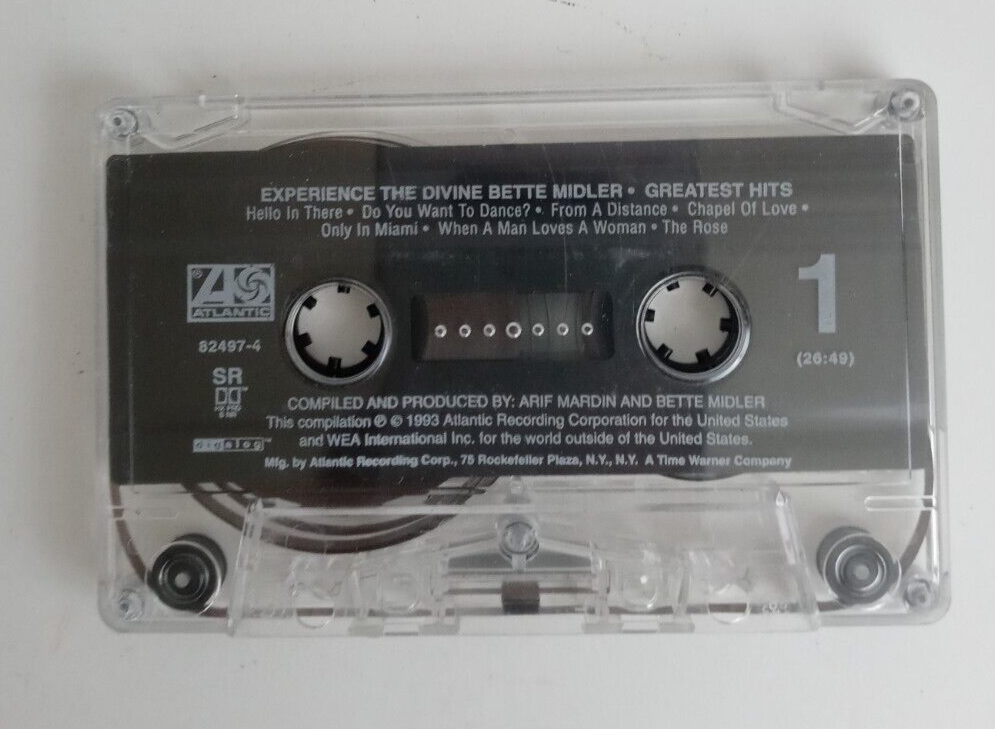 EXPERIENCE THE DIVINE BETTE MIDLER • GREATEST HITS
Hello In There • Do You Want To Dance? • From A Distance • Chapel Of Love •
Only In Miami • When A Man Loves A Woman • The Rose
ATLANTIC
1
82497-4
(26:49)
SR
HX PRO
digalog™
COMPILED AND PRODUCED BY: ARIF MARDIN AND BETTE MIDLER
This compilation ℗ © 1993 Atlantic Recording Corporation for the United States
and WEA International Inc. for the world outside of the United States.
Mfg. by Atlantic Recording Corp., 75 Rockefeller Plaza, N.Y., N.Y. A Time Warner Company